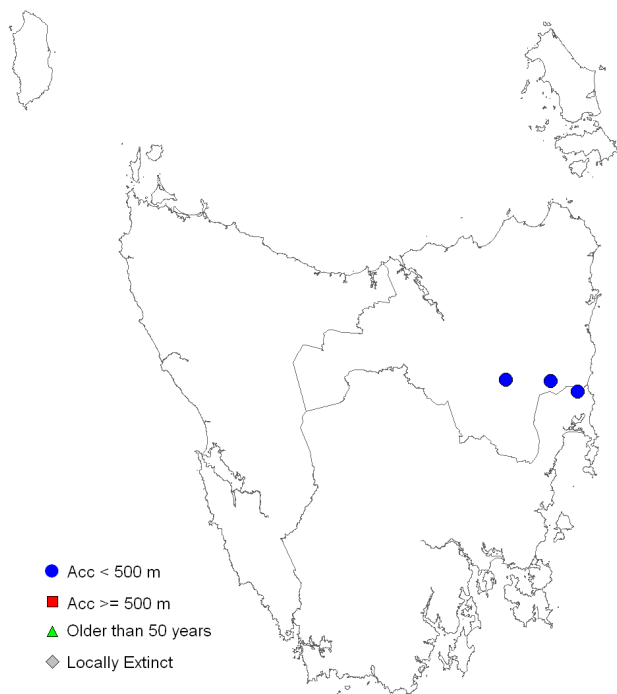 Acc < 500 m
Acc >= 500 m
Older than 50 years
Locally Extinct